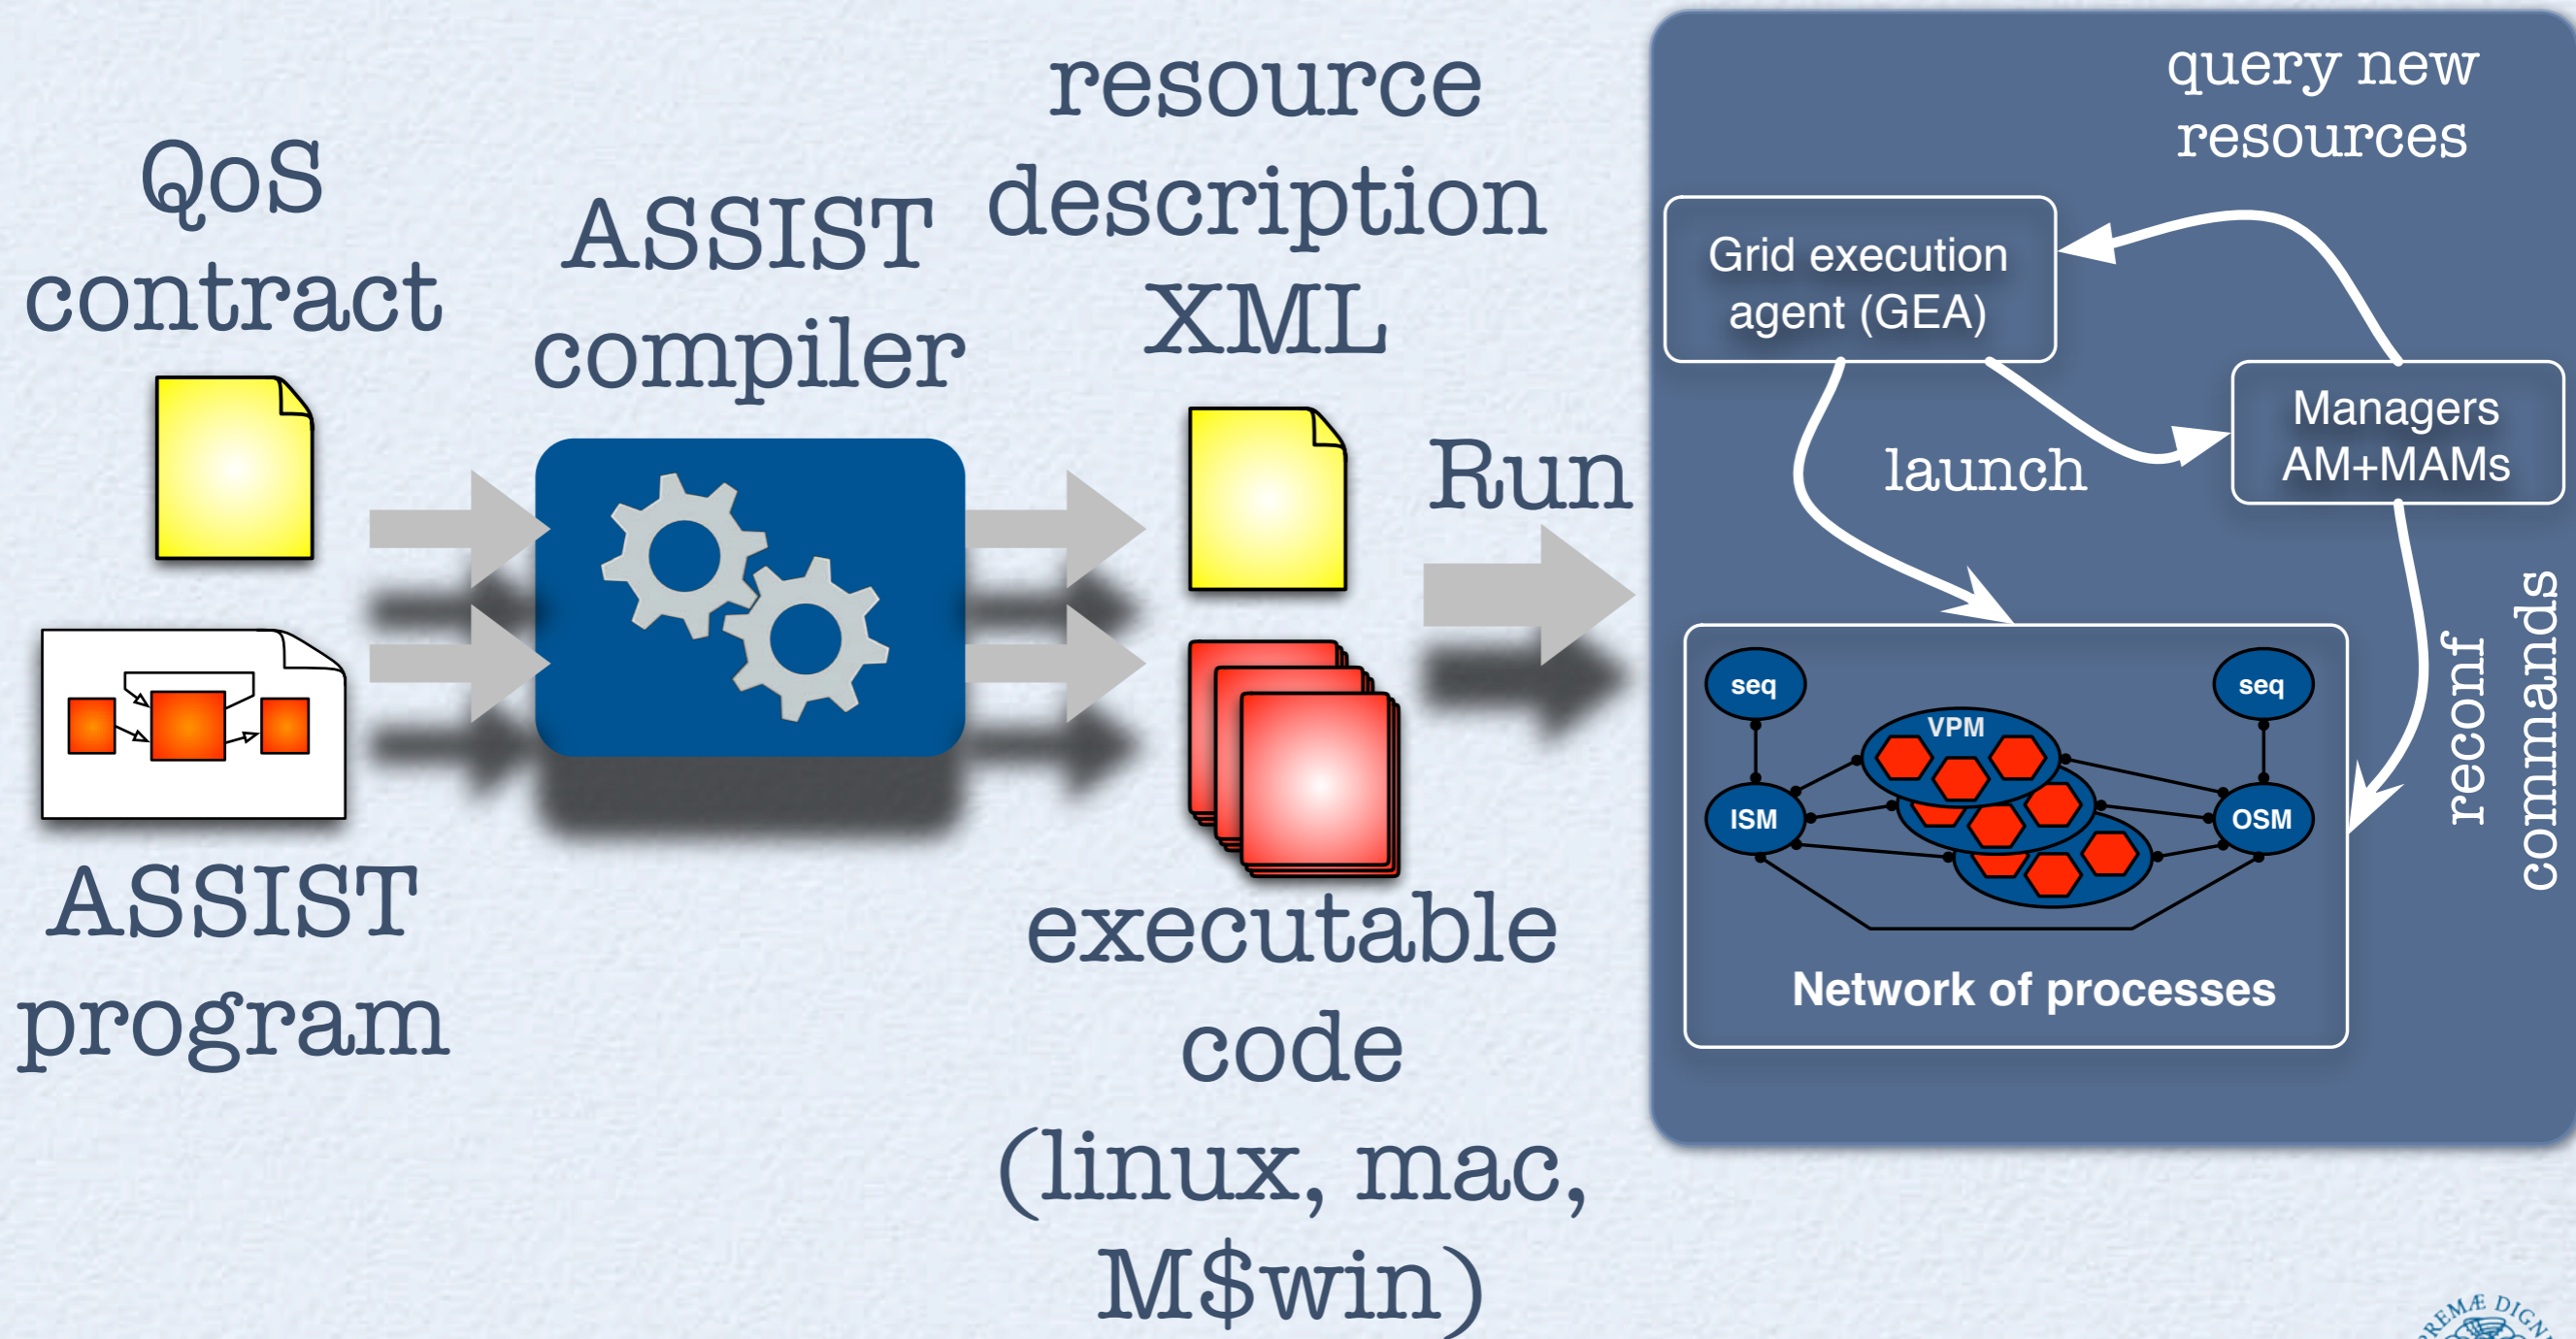 QoS
contract
ASSIST
program
ASSIST
compiler
resource
description
XML
executable
code
(linux, mac,
M$win)
Run
query new
resources
Grid execution
agent (GEA)
Managers
AM+MAMs
launch
reconf
commands
seq
seq
VPM
ISM
OSM
Network of processes